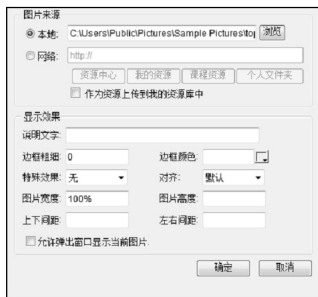 图片来源
本地: C:\Users\Public\Pictures\Sample Pictures\to 浏览
网络: http://
资源中心 我的资源 课程资源 个人文件夹
作为资源上传到我的资源库中
显示效果
说明文字:
边框粗细: 0 边框颜色:
特殊效果: 无 对齐: 默认
图片宽度: 100% 图片高度:
上下间距: 左右间距:
允许弹出窗口显示当前图片.
确定 取消